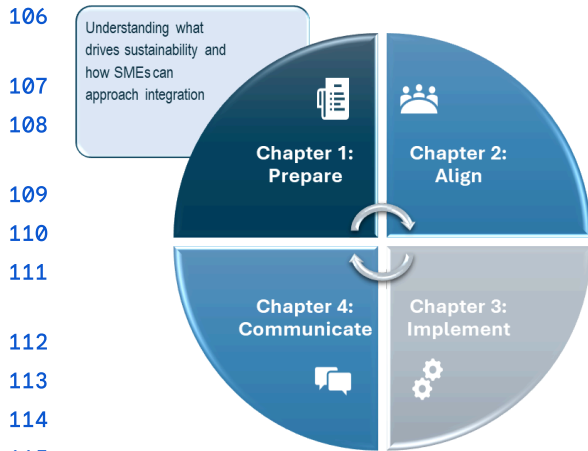 106
Understanding what
drives sustainability and
how SMEs can
approach integration
107
108
Chapter 1:
Prepare
Chapter 2:
Align
109
110
111
Chapter 4:
Communicate
Chapter 3:
Implement
112
113
114